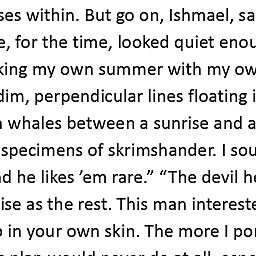 ses within. But go on, Ishmael, sa
e, for the time, looked quiet enou
king my own summer with my ow
dim, perpendicular lines floating i
whales between a sunrise and a
specimens of skrimshander. I sou
d he likes ’em rare.” “The devil he
ise as the rest. This man intereste
o in your own skin. The more I po